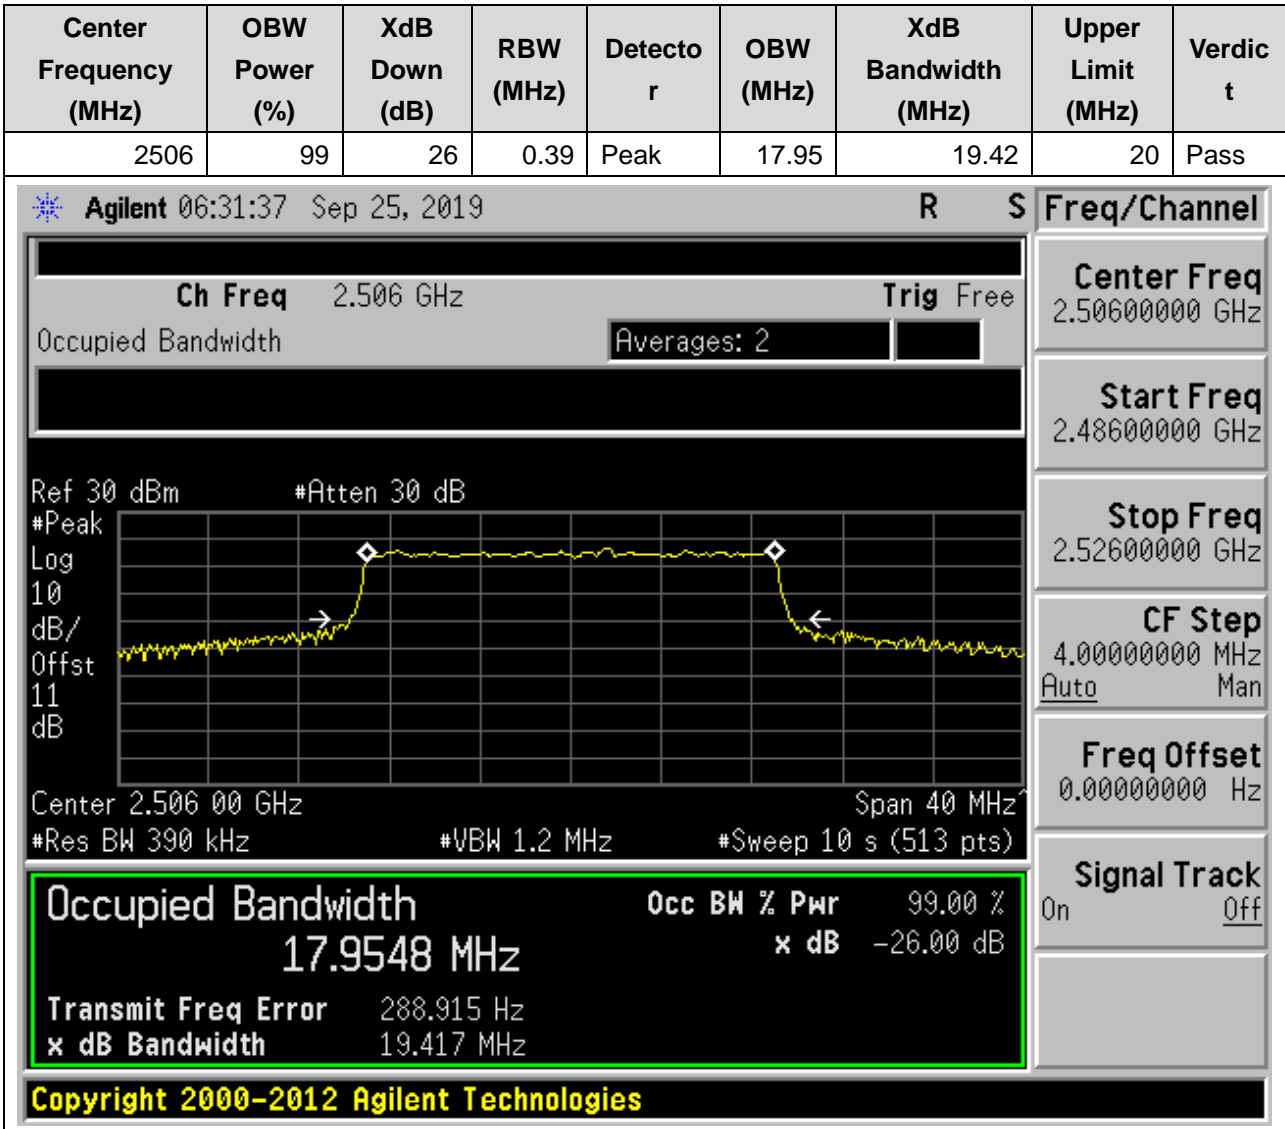 Center Frequency (MHz) OBW Power (%) XdB Down (dB) RBW (MHz) Detecto r OBW (MHz) XdB Bandwidth (MHz) Upper Limit (MHz) Verdic t
2506 99 26 0.39 Peak 17.95 19.42 20 Pass
Agilent 06:31:37 Sep 25, 2019 R S
Freq/Channel
Ch Freq 2.506 GHz Trig Free
Occupied Bandwidth Averages: 2
Ref 30 dBm #Atten 30 dB
#Peak
Log
10
dB/
Offst
11
dB
Center 2.506 00 GHz Span 40 MHz^
#Res BW 390 kHz #VBW 1.2 MHz #Sweep 10 s (513 pts)
Occupied Bandwidth Occ BW % Pwr 99.00 %
17.9548 MHz x dB -26.00 dB
Transmit Freq Error 288.915 Hz
x dB Bandwidth 19.417 MHz
Center Freq
2.50600000 GHz
Start Freq
2.48600000 GHz
Stop Freq
2.52600000 GHz
CF Step
4.00000000 MHz
Auto Man
Freq Offset
0.00000000 Hz
Signal Track
On Off
Copyright 2000-2012 Agilent Technologies